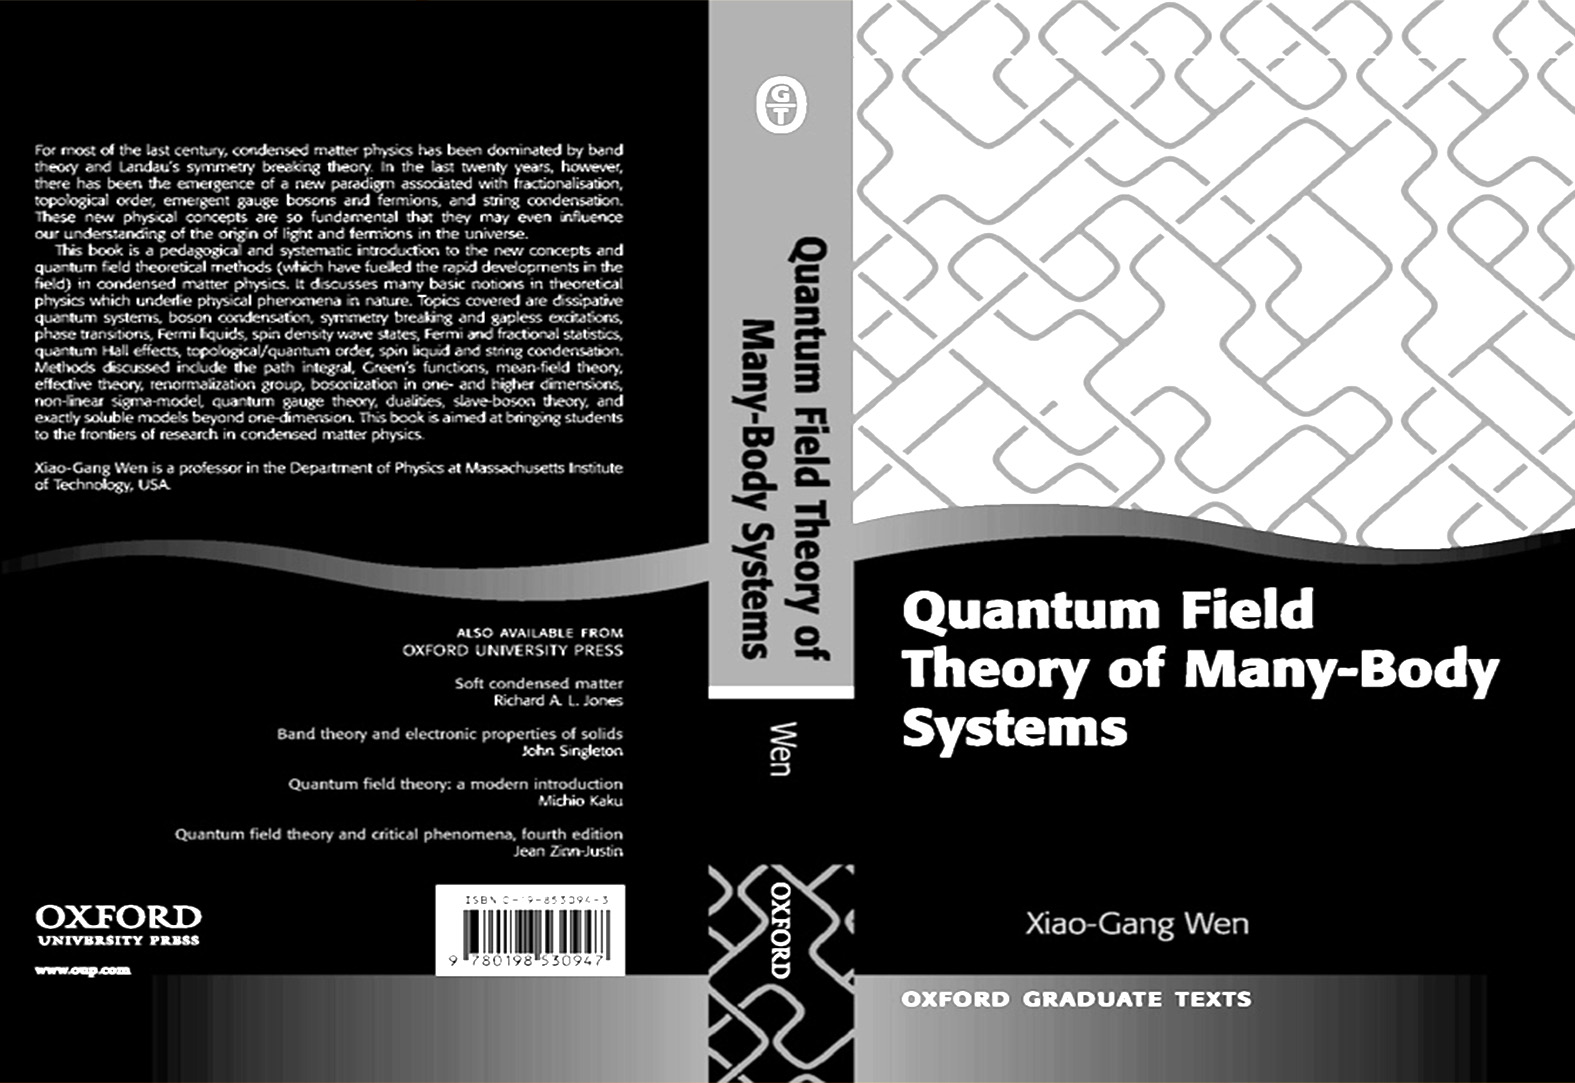 For most of the last century, condensed matter physics has been dominated by band
theory and Landau's symmetry breaking theory. In the last twenty years, however,
there has been the emergence of a new paradigm associated with fractionalisation,
topological order, emergent gauge bosons and fermions, and string condensation.
These new physical concepts are so fundamental that they may even influence
our understanding of the origin of light and fermions in the universe.
This book is a pedagogical and systematic introduction to the new concepts and
quantum field theoretical methods (which have fuelled the rapid developments in the
field) in condensed matter physics. It discusses many basic notions in theoretical
physics which underlie physical phenomena in nature. Topics covered are dissipative
quantum systems, boson condensation, symmetry breaking and gapless excitations,
phase transitions, Fermi liquids, spin density wave states, Fermi and fractional statistics,
quantum Hall effects, topological/quantum order, spin liquid and string condensation.
Methods discussed include the path integral, Green's functions, mean-field theory,
effective theory, renormalization group, bosonization in one- and higher dimensions,
non-linear sigma-model, quantum gauge theory, dualities, slave-boson theory, and
exactly soluble models beyond one-dimension. This book is aimed at bringing students
to the frontiers of research in condensed matter physics.
Xiao-Gang Wen is a professor in the Department of Physics at Massachusetts Institute
of Technology, USA.
ALSO AVAILABLE FROM
OXFORD UNIVERSITY PRESS
Soft condensed matter
Richard A. L. Jones
Band theory and electronic properties of solids
John Singleton
Quantum field theory: a modern introduction
Michio Kaku
Quantum field theory and critical phenomena, fourth edition
Jean Zinn-Justin
OXFORD
UNIVERSITY PRESS
www.oup.com
ISBN 0-19-853094-3
9 780198 530947
OGT
Quantum Field Theory of
Many-Body Systems
Wen
OXFORD
Quantum Field
Theory of Many-Body
Systems
Xiao-Gang Wen
OXFORD GRADUATE TEXTS